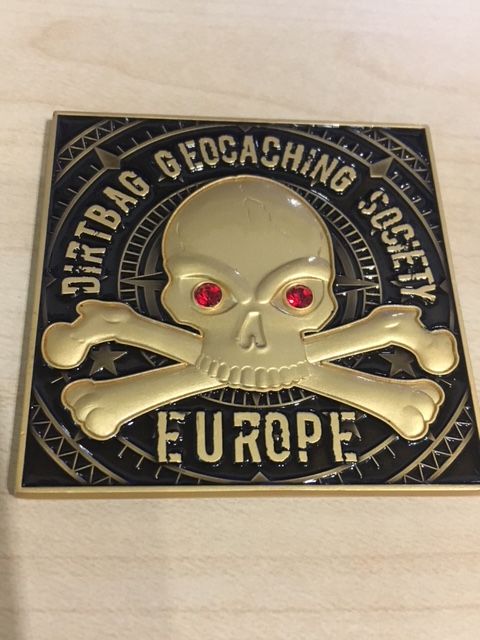 DIRTBAG GEOCACHING SOCIETY
EUROPE